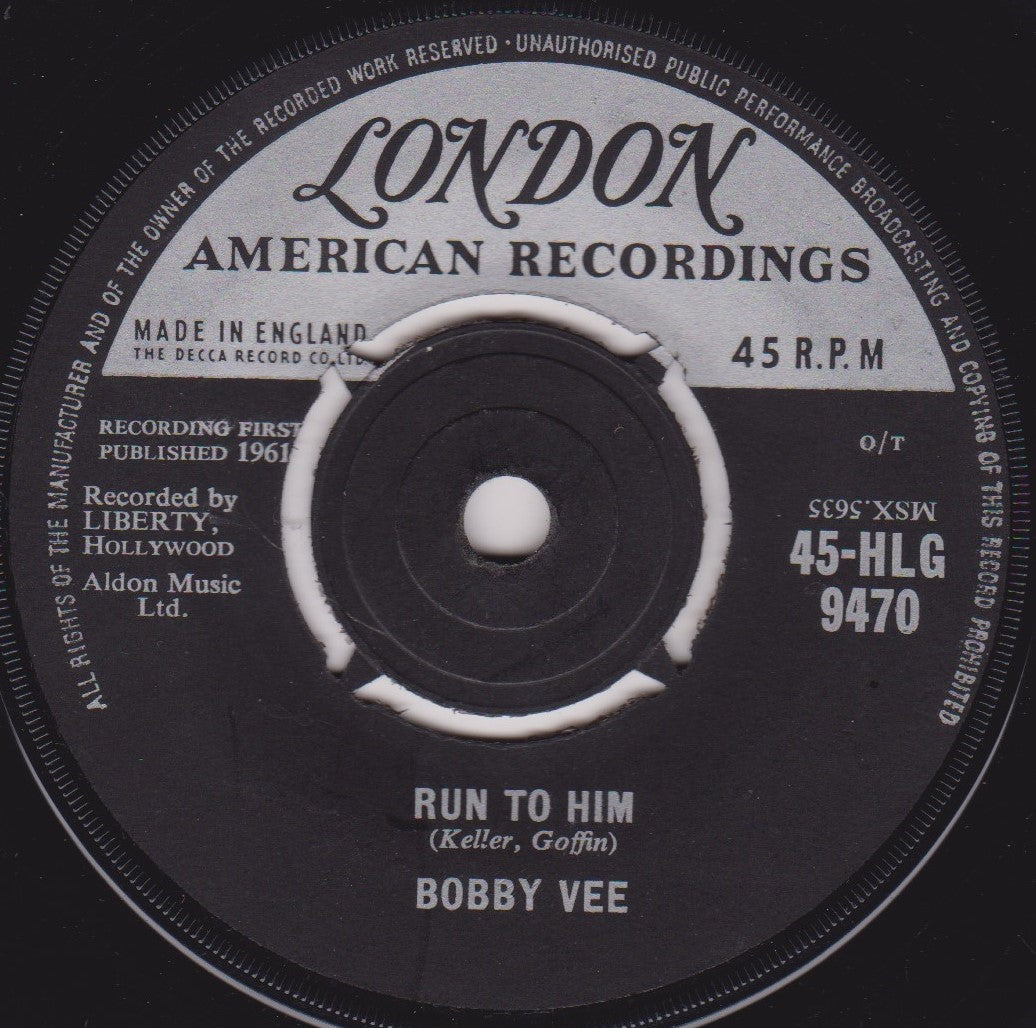 ALL RIGHTS OF THE MANUFACTURER AND OF THE OWNER OF THE RECORDED WORK RESERVED · UNAUTHORISED PUBLIC PERFORMANCE BROADCASTING AND COPYING OF THIS RECORD PROHIBITED
LONDON
AMERICAN RECORDINGS
MADE IN ENGLAND
THE DECCA RECORD CO. LTD.
45 R.P.M
RECORDING FIRST
PUBLISHED 1961
O/T
Recorded by
LIBERTY,
HOLLYWOOD
Aldon Music
Ltd.
MSX.5635
45-HLG
9470
RUN TO HIM
(Keller, Goffin)
BOBBY VEE